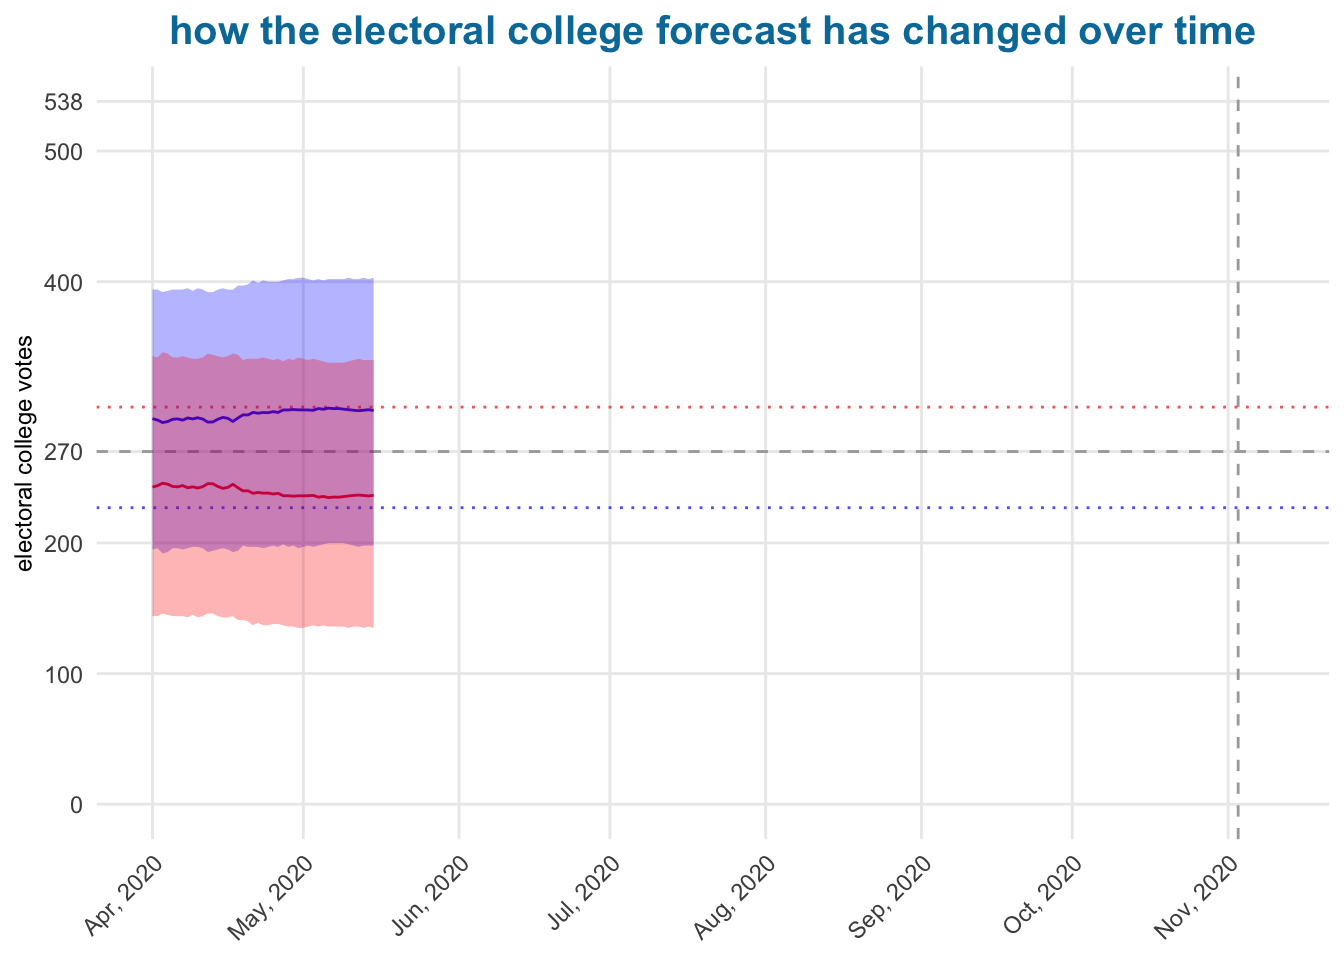 how the electoral college forecast has changed over time
538
500
400
270
200
100
0
electoral college votes
Apr, 2020
May, 2020
Jun, 2020
Jul, 2020
Aug, 2020
Sep, 2020
Oct, 2020
Nov, 2020